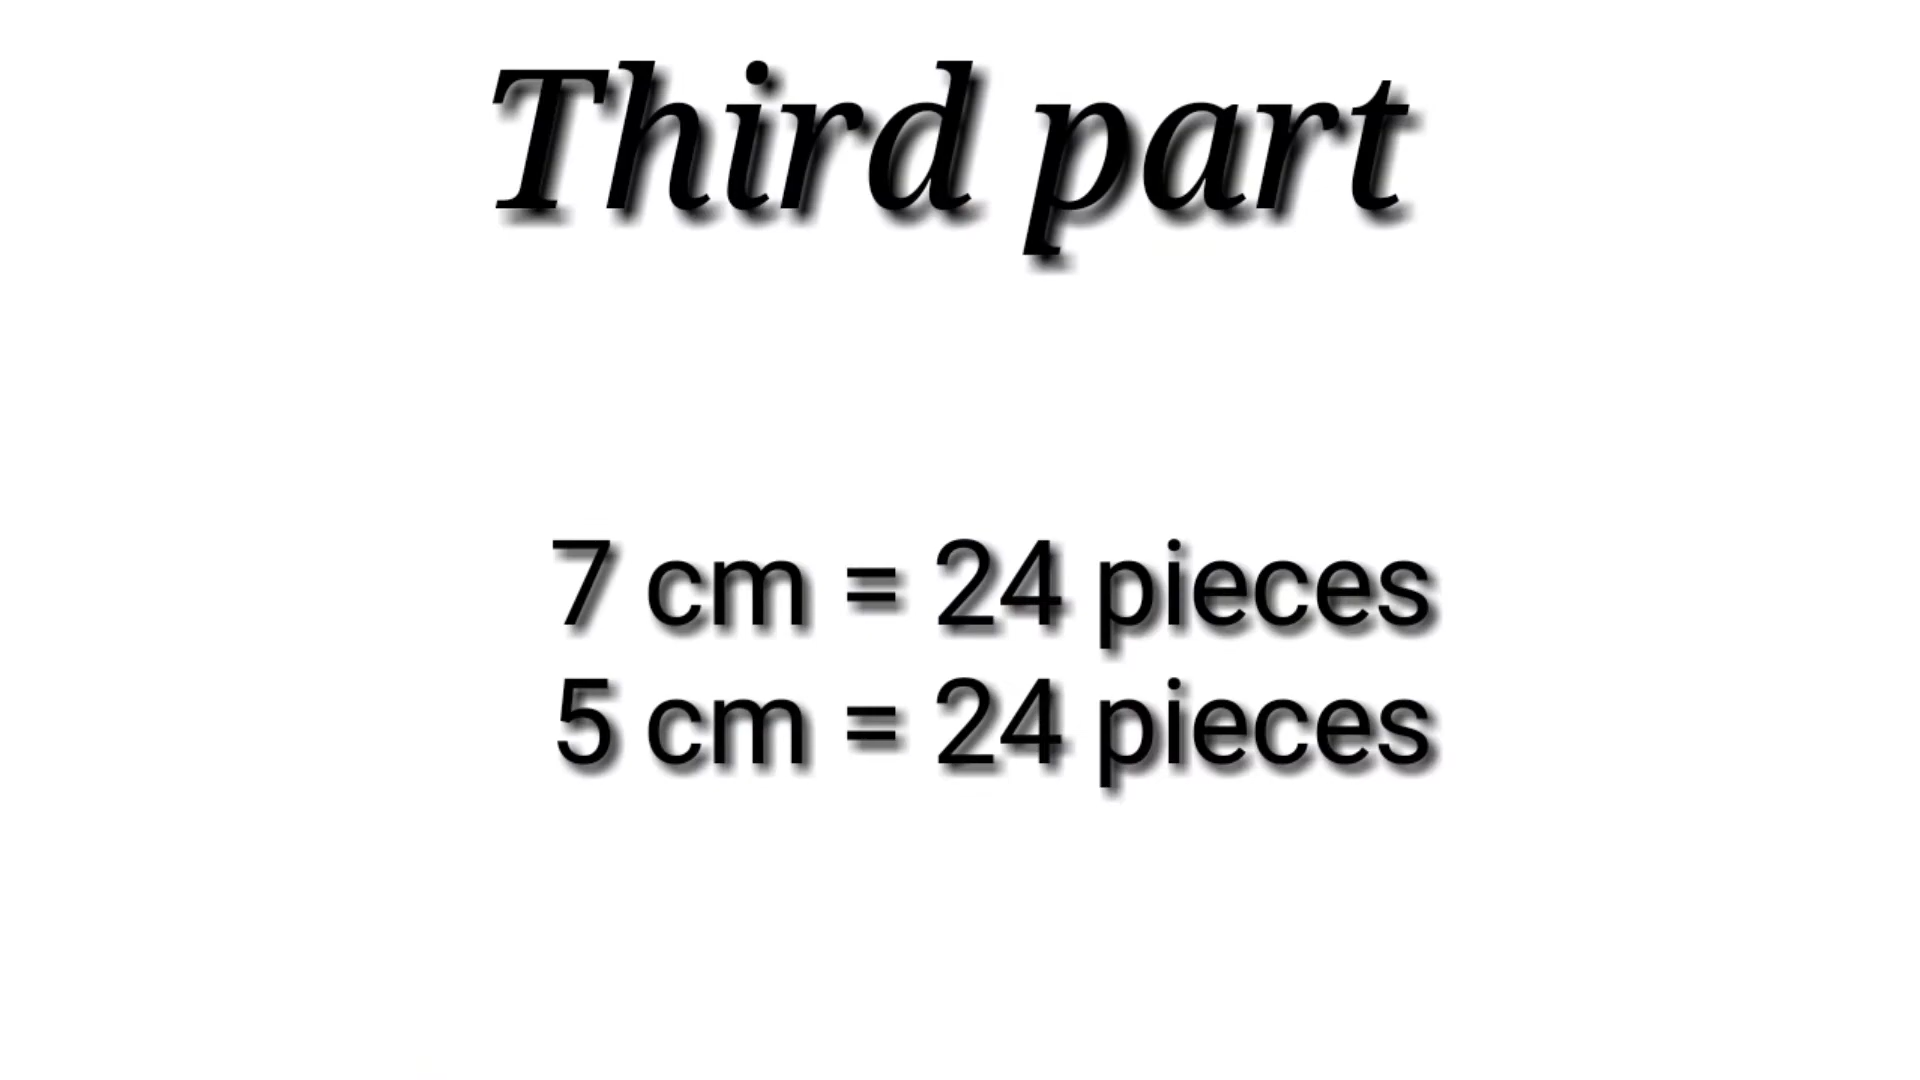 Third part
7 cm = 24 pieces
5 cm = 24 pieces